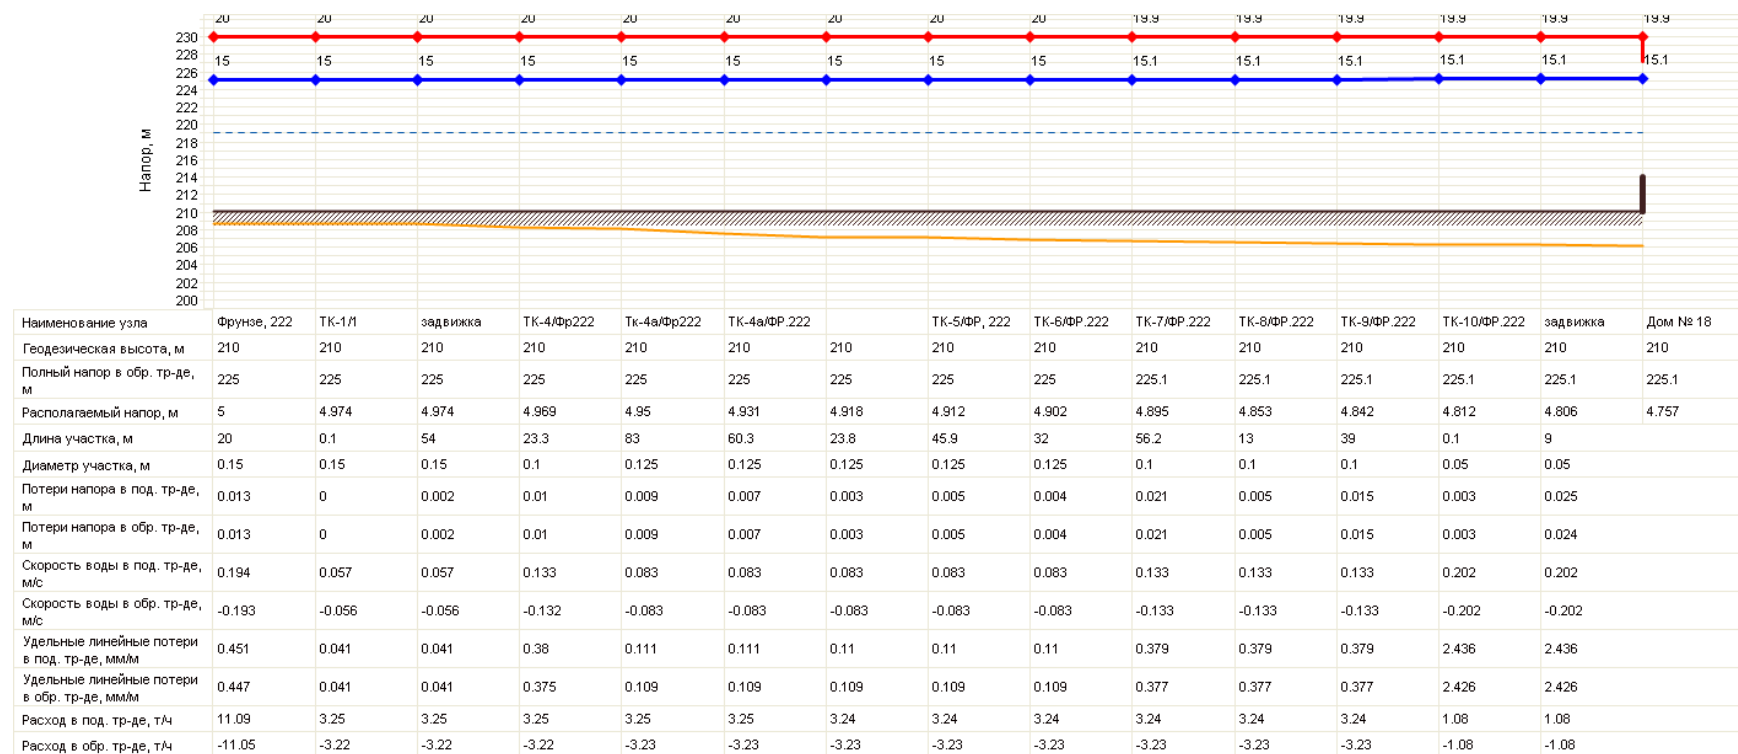 20 20 20 20 20 20 20 20 20 19.9 19.9 19.9 19.9 19.9 19.9
230
228
15 15 15 15 15 15 15 15 15 15.1 15.1 15.1 15.1 15.1 15.1
226
224
222
220
218
216
214
212
210
208
206
204
202
200
Напор, м
Наименование узла Фрунзе, 222 ТК-1/1 задвижка ТК-4/Фр222 Тк-4а/Фр222 ТК-4а/ФР.222 ТК-5/ФР, 222 ТК-6/ФР.222 ТК-7/ФР.222 ТК-8/ФР.222 ТК-9/ФР.222 ТК-10/ФР.222 задвижка Дом № 18
Геодезическая высота, м 210 210 210 210 210 210 210 210 210 210 210 210 210 210 210
Полный напор в обр. тр-де,
м 225 225 225 225 225 225 225 225 225 225.1 225.1 225.1 225.1 225.1 225.1
Располагаемый напор, м 5 4.974 4.974 4.969 4.95 4.931 4.918 4.912 4.902 4.895 4.853 4.842 4.812 4.806 4.757
Длина участка, м 20 0.1 54 23.3 83 60.3 23.8 45.9 32 56.2 13 39 0.1 9
Диаметр участка, м 0.15 0.15 0.15 0.1 0.125 0.125 0.125 0.125 0.125 0.1 0.1 0.1 0.05 0.05
Потери напора в под. тр-де,
м 0.013 0 0.002 0.01 0.009 0.007 0.003 0.005 0.004 0.021 0.005 0.015 0.003 0.025
Потери напора в обр. тр-де,
м 0.013 0 0.002 0.01 0.009 0.007 0.003 0.005 0.004 0.021 0.005 0.015 0.003 0.024
Скорость воды в под. тр-де,
м/с 0.194 0.057 0.057 0.133 0.083 0.083 0.083 0.083 0.083 0.133 0.133 0.133 0.202 0.202
Скорость воды в обр. тр-де,
м/с -0.193 -0.056 -0.056 -0.132 -0.083 -0.083 -0.083 -0.083 -0.083 -0.133 -0.133 -0.133 -0.202 -0.202
Удельные линейные потери
в под. тр-де, мм/м 0.451 0.041 0.041 0.38 0.111 0.111 0.11 0.11 0.11 0.379 0.379 0.379 2.436 2.436
Удельные линейные потери
в обр. тр-де, мм/м 0.447 0.041 0.041 0.375 0.109 0.109 0.109 0.109 0.109 0.377 0.377 0.377 2.426 2.426
Расход в под. тр-де, т/ч 11.09 3.25 3.25 3.25 3.25 3.25 3.24 3.24 3.24 3.24 3.24 3.24 1.08 1.08
Расход в обр. тр-де, т/ч -11.05 -3.22 -3.22 -3.22 -3.23 -3.23 -3.23 -3.23 -3.23 -3.23 -3.23 -3.23 -1.08 -1.08